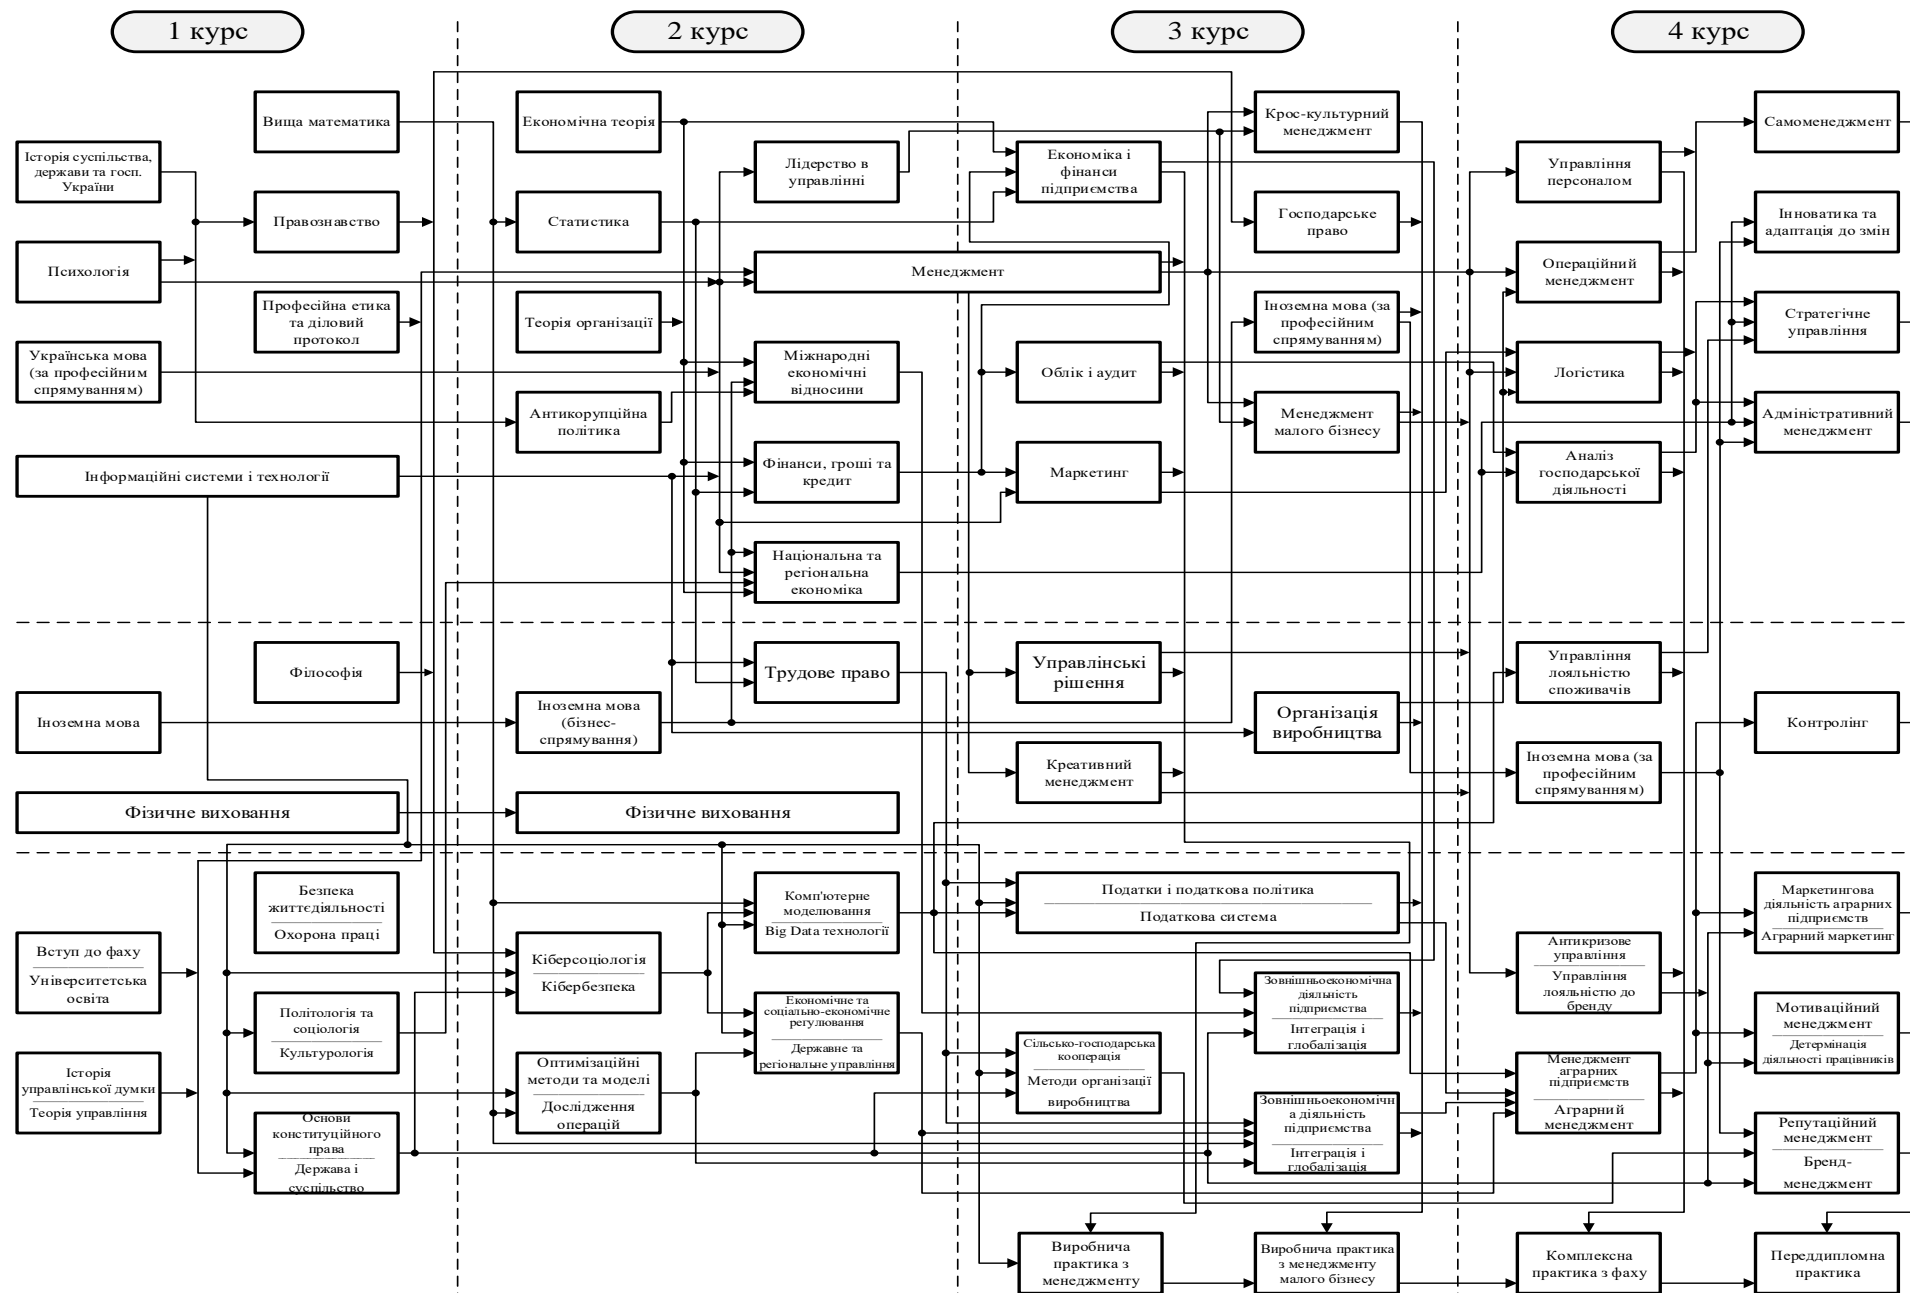 1 курс
2 курс
3 курс
4 курс
Вища математика
Історія суспільства,
держави та госп.
України
Правознавство
Психологія
Професійна етика
та діловий
протокол
Українська мова
(за професійним
спрямуванням)
Інформаційні системи і технології
Філософія
Іноземна мова
Фізичне виховання
Безпека
життєдіяльності
Охорона праці
Вступ до фаху
Університетська
освіта
Політологія та
соціологія
Культурологія
Історія
управлінської думки
Теорія управління
Основи
конституційного
права
Держава і
суспільство
Економічна теорія
Лідерство в
управлінні
Статистика
Менеджмент
Теорія організації
Міжнародні
економічні
відносини
Антикорупційна
політика
Фінанси, гроші та
кредит
Національна та
регіональна
економіка
Трудове право
Іноземна мова
(бізнес-
спрямування)
Фізичне виховання
Комп'ютерне
моделювання
Big Data технології
Кіберсоціологія
Кібербезпека
Економічне та
соціально-економічне
регулювання
Державне та
регіональне управління
Оптимізаційні
методи та моделі
Дослідження
операцій
Крос-культурний
менеджмент
Економіка і
фінанси
підприємства
Господарське
право
Іноземна мова (за
професійним
спрямуванням)
Облік і аудит
Менеджмент
малого бізнесу
Маркетинг
Управлінські
рішення
Організація
виробництва
Креативний
менеджмент
Податки і податкова політика
Податкова система
Зовнішньоекономічна
діяльність
підприємства
Інтеграція і
глобалізація
Сільсько-господарська
кооперація
Методи організації
виробництва
Зовнішньоекономічн
а діяльність
підприємства
Інтеграція і
глобалізація
Виробнича
практика з
менеджменту
Виробнича практика
з менеджменту
малого бізнесу
Самоменеджмент
Управління
персоналом
Інноватика та
адаптація до змін
Операційний
менеджмент
Стратегічне
управління
Логістика
Адміністративний
менеджмент
Аналіз
господарської
діяльності
Управління
лояльністю
споживачів
Контролінг
Іноземна мова (за
професійним
спрямуванням)
Маркетингова
діяльність аграрних
підприємств
Аграрний маркетинг
Антикризове
управління
Управління
лояльністю до
бренду
Мотиваційний
менеджмент
Детермінація
діяльності працівників
Менеджмент
аграрних
підприємств
Аграрний
менеджмент
Репутаційний
менеджмент
Бренд-
менеджмент
Комплексна
практика з фаху
Переддипломна
практика